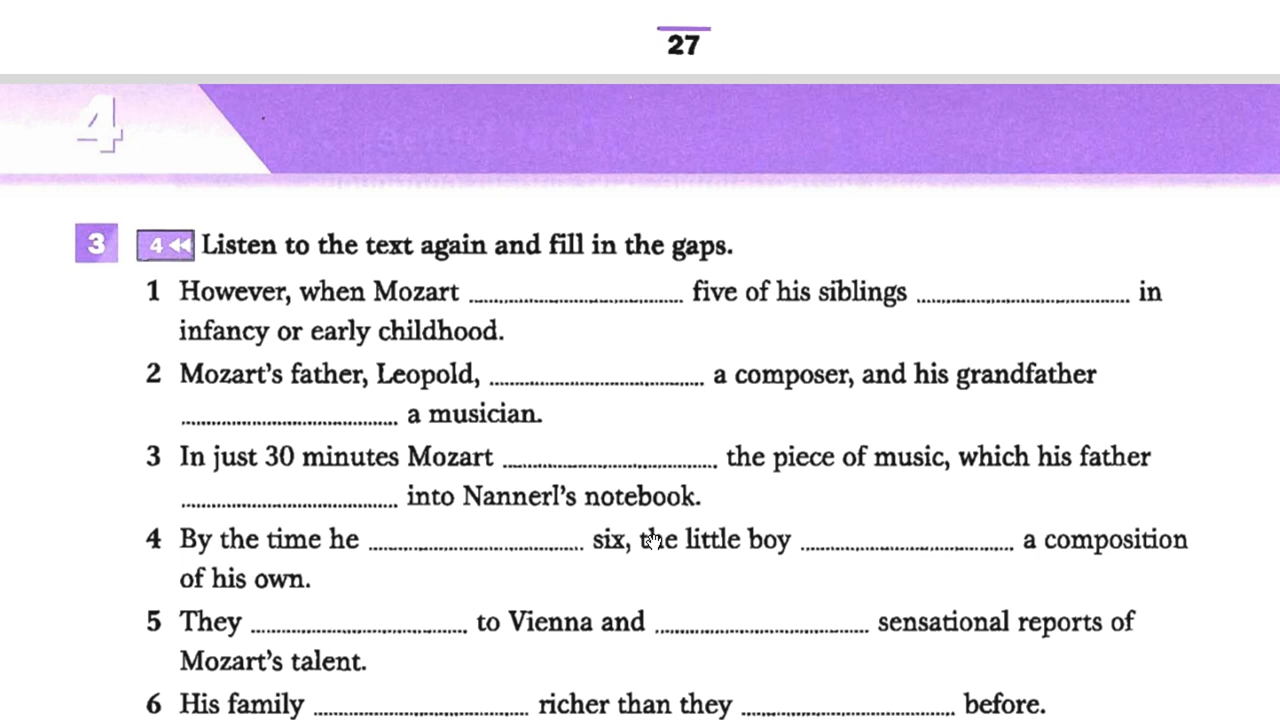 27
4
3 4 Listen to the text again and fill in the gaps.
1 However, when Mozart ........................ five of his siblings ........................ in
infancy or early childhood.
2 Mozart's father, Leopold, ........................ a composer, and his grandfather
........................ a musician.
3 In just 30 minutes Mozart ........................ the piece of music, which his father
........................ into Nannerl's notebook.
4 By the time he ........................ six, the little boy ........................ a composition
of his own.
5 They ........................ to Vienna and ........................ sensational reports of
Mozart's talent.
6 His family ........................ richer than they ........................ before.